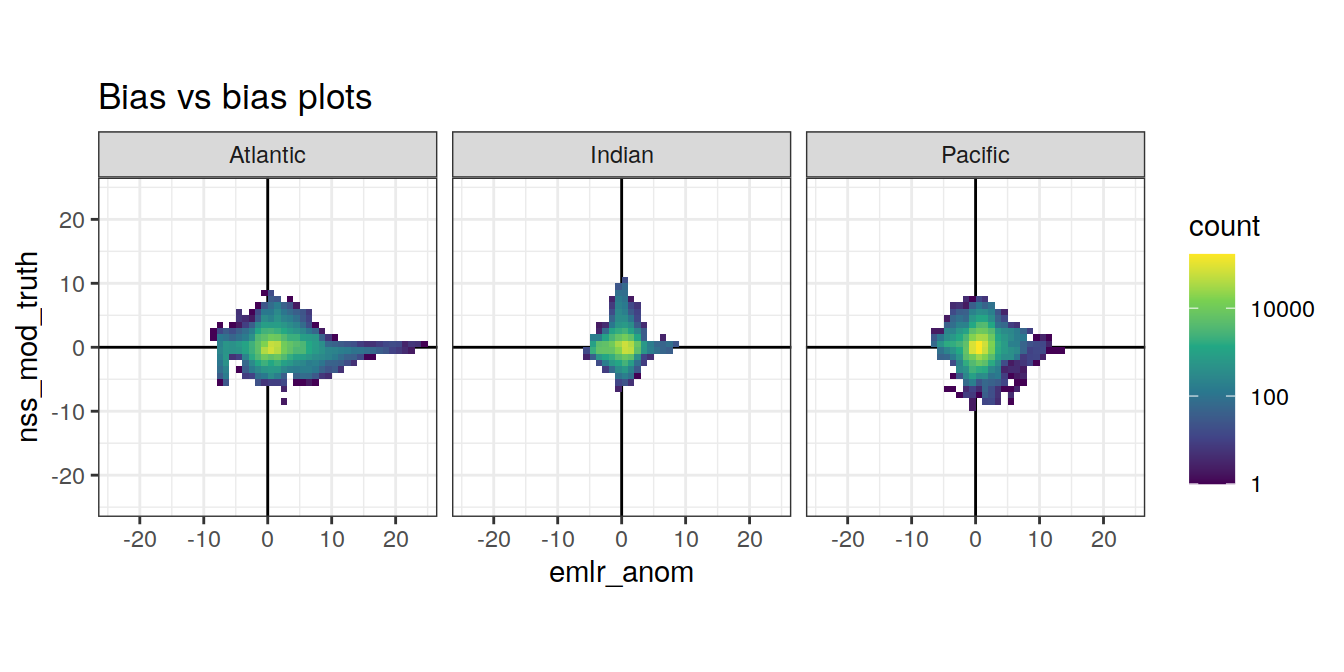 Bias vs bias plots
Atlantic Indian Pacific
nss_mod_truth
20
10
0
-10
-20
-20 -10 0 10 20 -20 -10 0 10 20 -20 -10 0 10 20
emlr_anom
count
10000
100
1